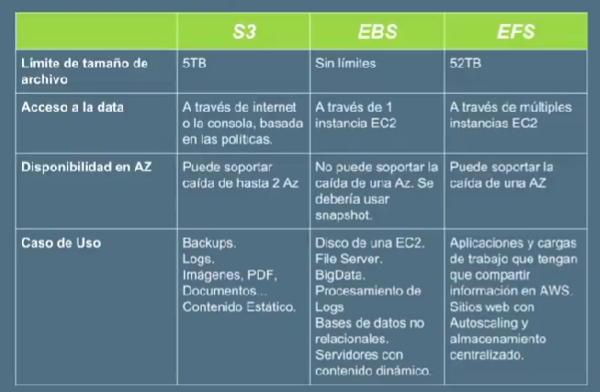 S3 EBS EFS
Límite de tamaño de archivo
5TB
Sin límites
52TB
Acceso a la data
A través de internet
o la consola, basada
en las políticas.
A través de 1
instancia EC2
A través de múltiples
instancias EC2
Disponibilidad en AZ
Puede soportar
caída de hasta 2 Az
No puede soportar la
caída de una Az. Se
debería usar
snapshot.
Puede soportar la
caída de una AZ
Caso de Uso
Backups.
Logs.
Imágenes, PDF,
Documentos...
Contenido Estático.
Disco de una EC2.
File Server.
BigData.
Procesamiento de
Logs
Bases de datos no
relacionales.
Servidores con
contenido dinámico.
Aplicaciones y cargas
de trabajo que tengan
que compartir
información en AWS.
Sitios web con
Autoscaling y
almacenamiento
centralizado.